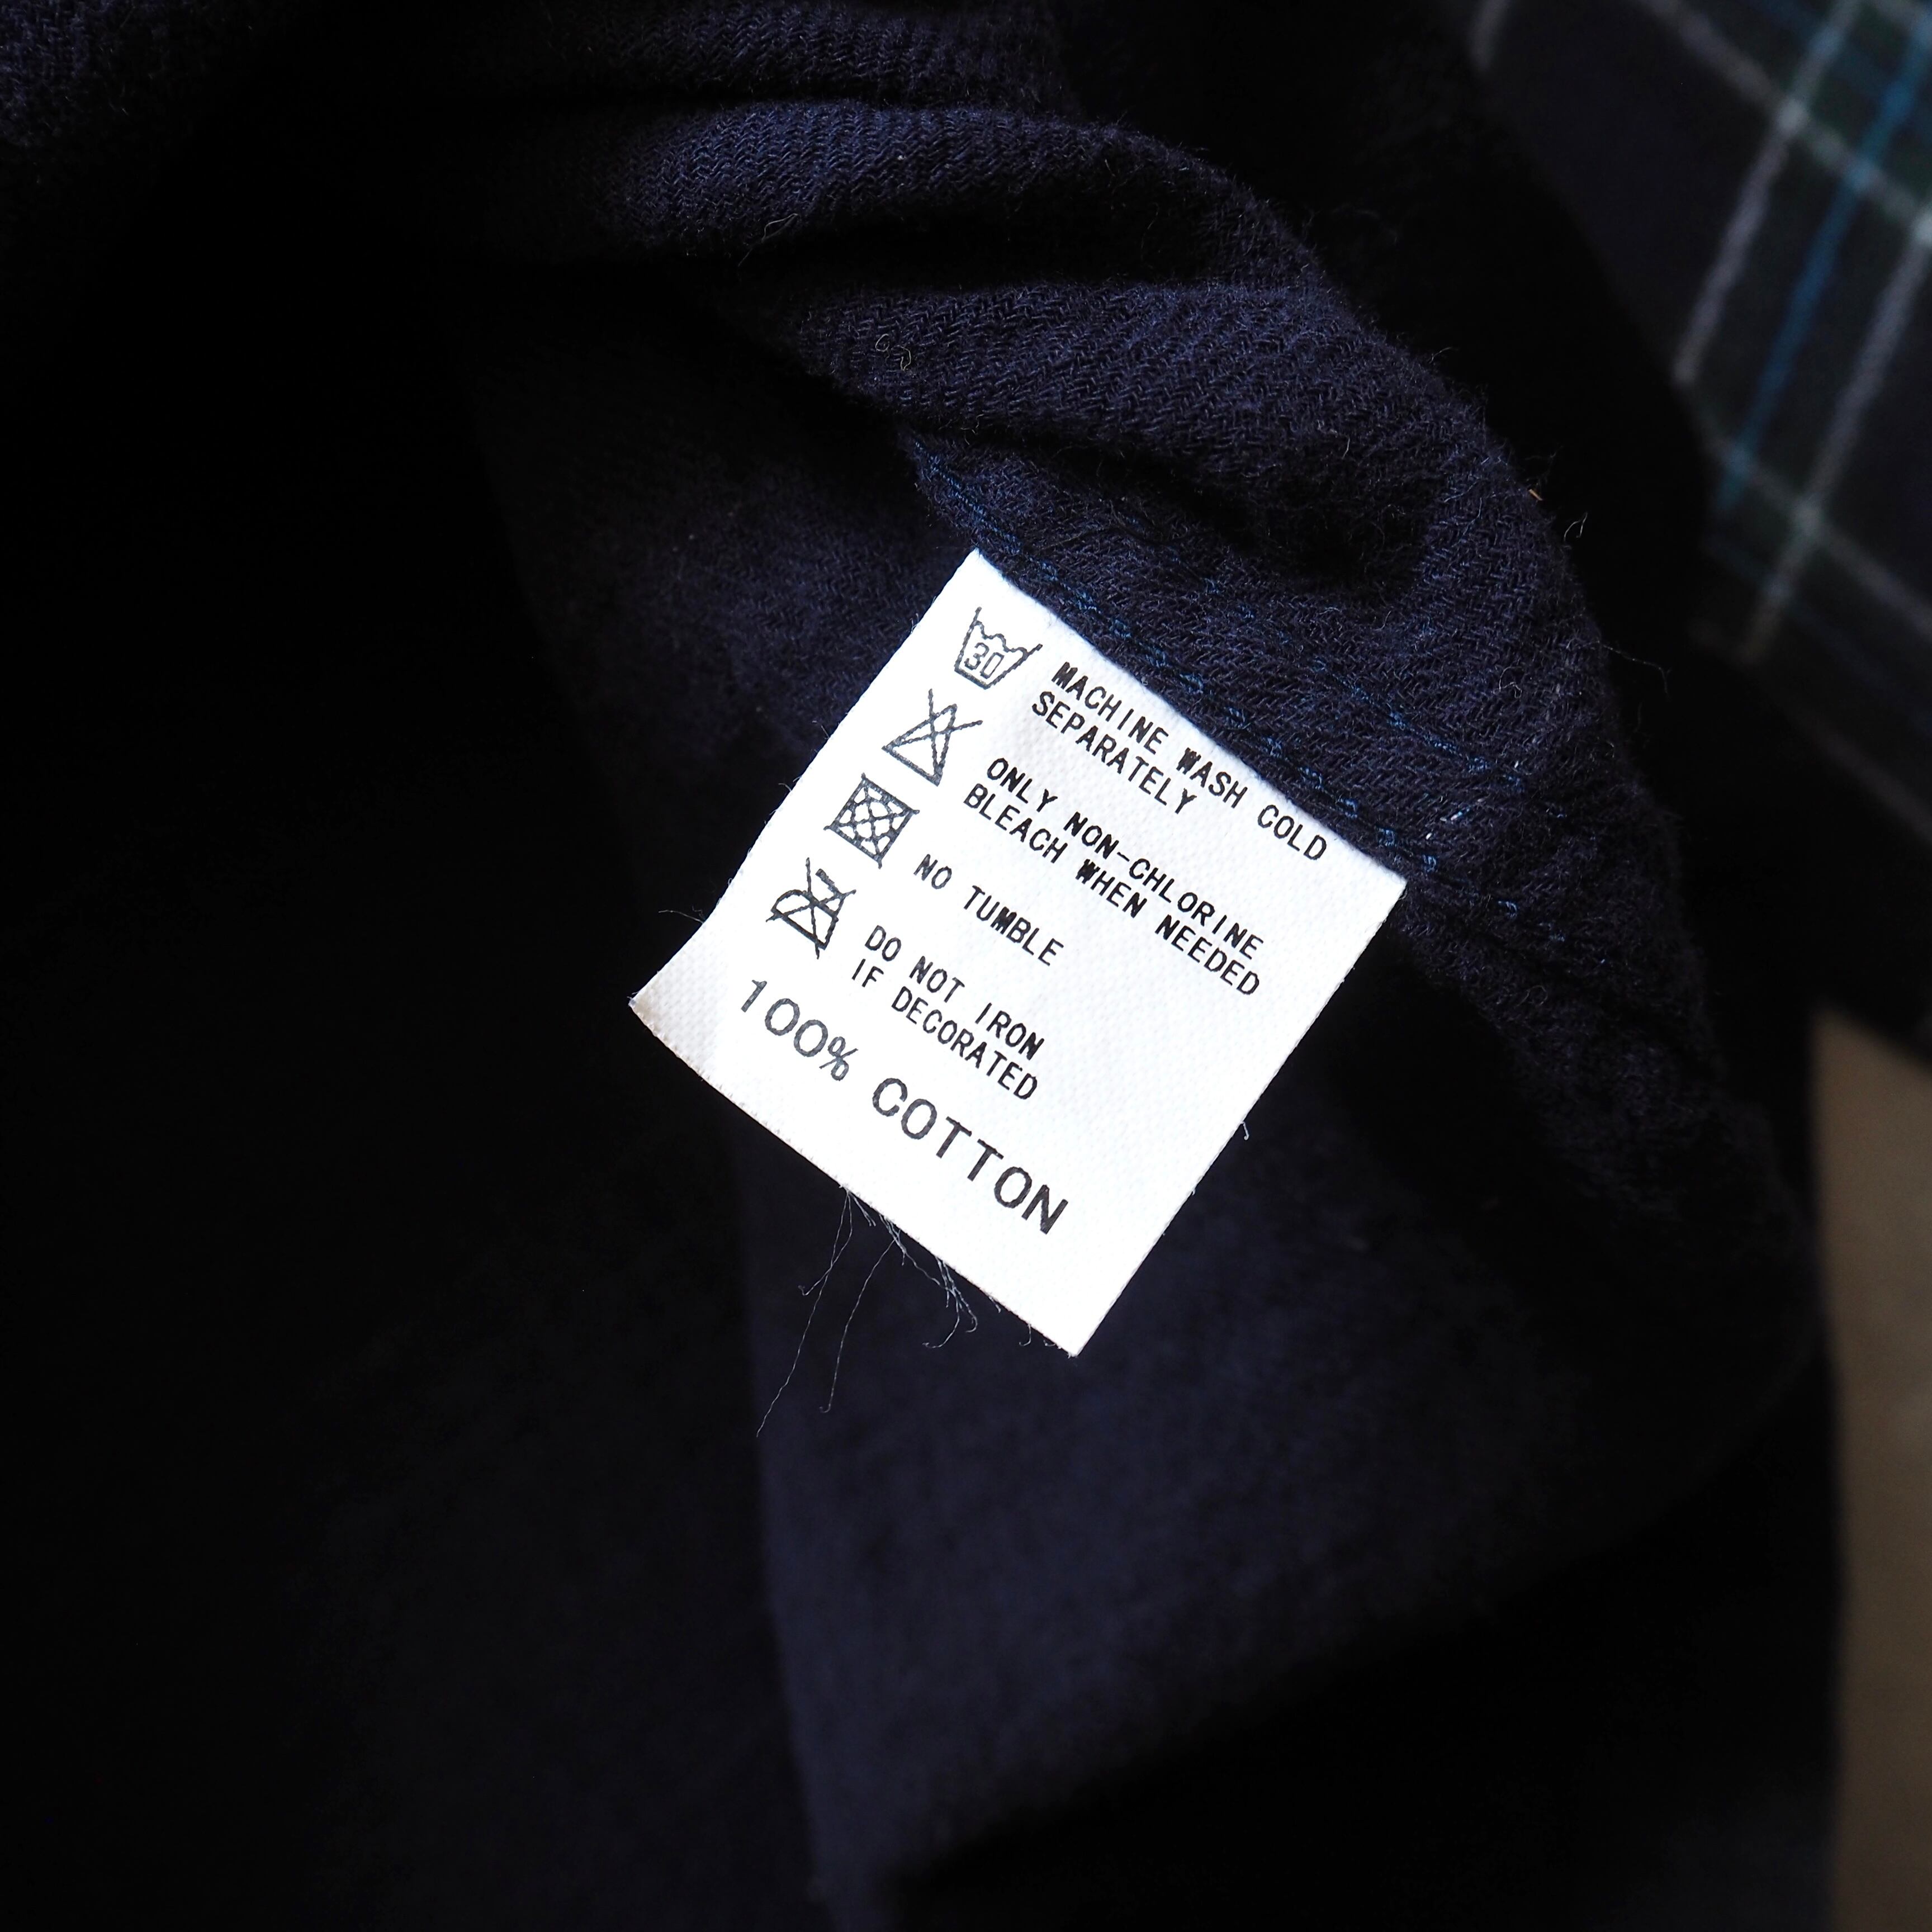 30
MACHINE WASH COLD
SEPARATELY
ONLY NON-CHLORINE
BLEACH WHEN NEEDED
NO TUMBLE
DO NOT IRON
IF DECORATED
100% COTTON